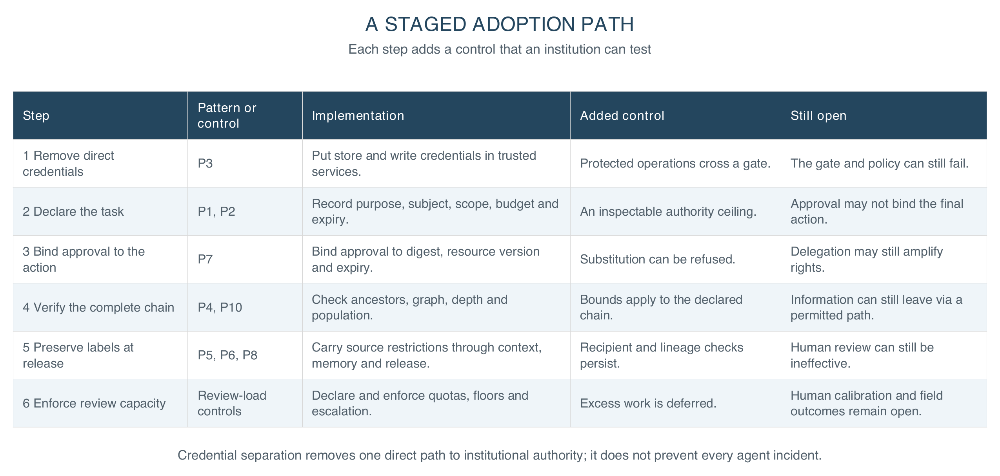 A STAGED ADOPTION PATH
Each step adds a control that an institution can test
Step
Pattern or
control
Implementation
Added control
Still open
1 Remove direct
credentials
P3
Put store and write credentials in trusted
services.
Protected operations cross a gate.
The gate and policy can still fail.
2 Declare the task
P1, P2
Record purpose, subject, scope, budget and
expiry.
An inspectable authority ceiling.
Approval may not bind the final
action.
3 Bind approval to the
action
P7
Bind approval to digest, resource version
and expiry.
Substitution can be refused.
Delegation may still amplify
rights.
4 Verify the complete chain
P4, P10
Check ancestors, graph, depth and
population.
Bounds apply to the declared
chain.
Information can still leave via a
permitted path.
5 Preserve labels at
release
P5, P6, P8
Carry source restrictions through context,
memory and release.
Recipient and lineage checks
persist.
Human review can still be
ineffective.
6 Enforce review capacity
Review-load
controls
Declare and enforce quotas, floors and
escalation.
Excess work is deferred.
Human calibration and field
outcomes remain open.
Credential separation removes one direct path to institutional authority; it does not prevent every agent incident.